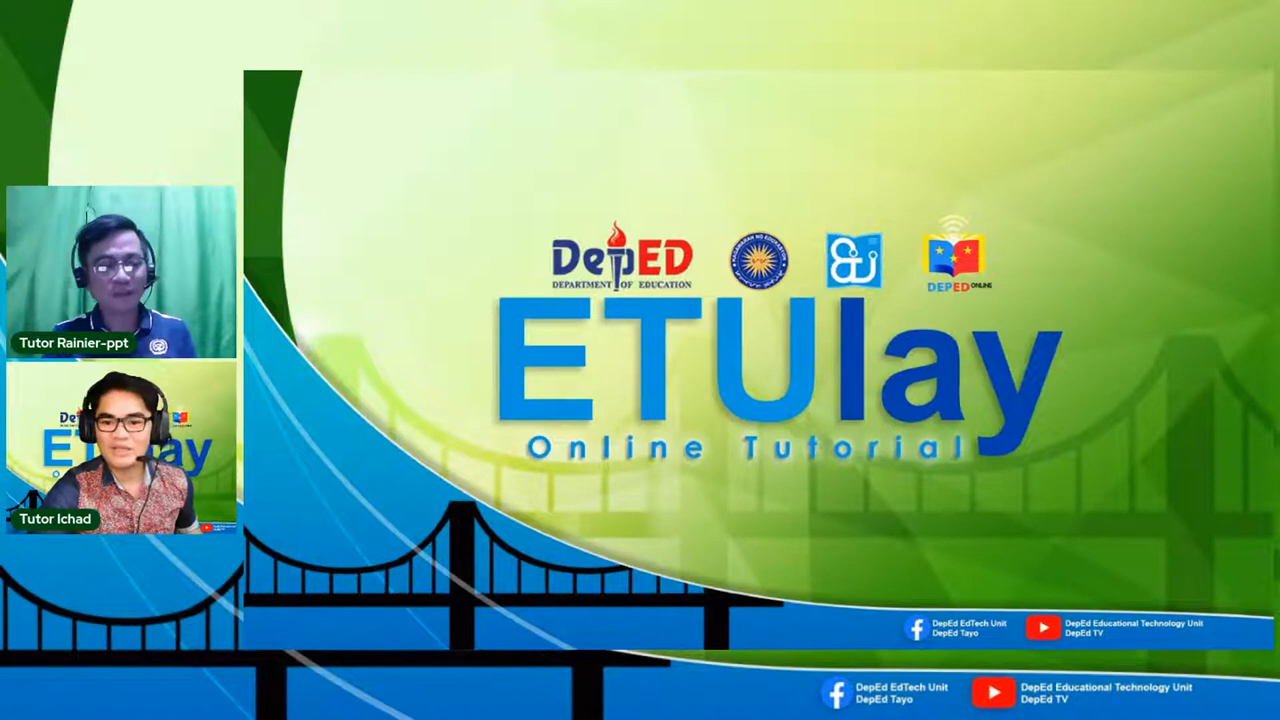 DepED
DEPARTMENT OF EDUCATION
DEPED ONLINE
ETUlay
Online Tutorial
Tutor Rainier-ppt
ETUlay
Tutor Ichad
DepEd EdTech Unit
DepEd Tayo
DepEd Educational Technology Unit
DepEd TV
DepEd EdTech Unit
DepEd Tayo
DepEd Educational Technology Unit
DepEd TV